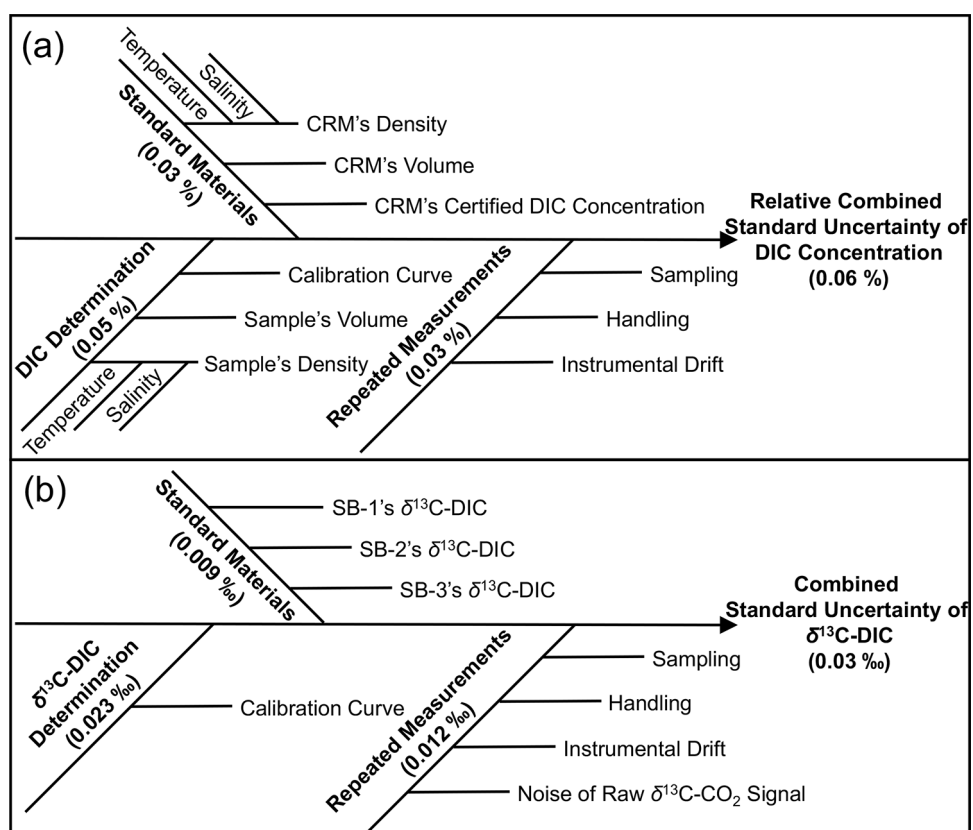 (a)
Temperature
Salinity
Standard Materials
(0.03 %)
CRM's Density
CRM's Volume
CRM's Certified DIC Concentration
Relative Combined
Standard Uncertainty of
DIC Concentration
(0.06 %)
DIC Determination
(0.05 %)
Calibration Curve
Sample's Volume
Sample's Density
Temperature
Salinity
Repeated Measurements
(0.03 %)
Sampling
Handling
Instrumental Drift
(b)
Standard Materials
(0.009 ‰)
SB-1's δ¹³C-DIC
SB-2's δ¹³C-DIC
SB-3's δ¹³C-DIC
Combined
Standard Uncertainty of
δ¹³C-DIC
(0.03 ‰)
δ¹³C-DIC
Determination
(0.023 ‰)
Calibration Curve
Repeated Measurements
(0.012 ‰)
Sampling
Handling
Instrumental Drift
Noise of Raw δ¹³C-CO₂ Signal